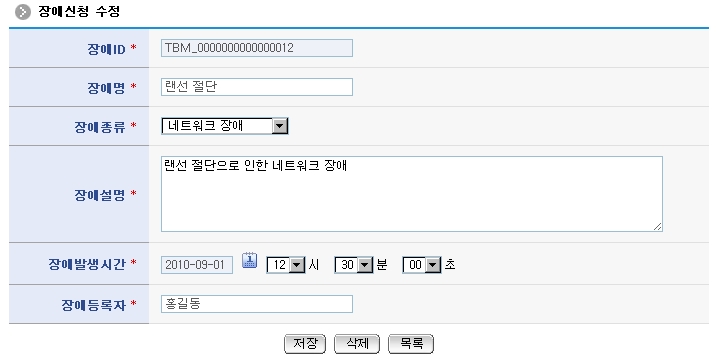 장애신청 수정
장애ID * TBM_0000000000000012
장애명 * 랜선 절단
장애종류 * 네트워크 장애
장애설명 * 랜선 절단으로 인한 네트워크 장애
장애발생시간 * 2010-09-01 12 시 30 분 00 초
장애등록자 * 홍길동
저장 삭제 목록